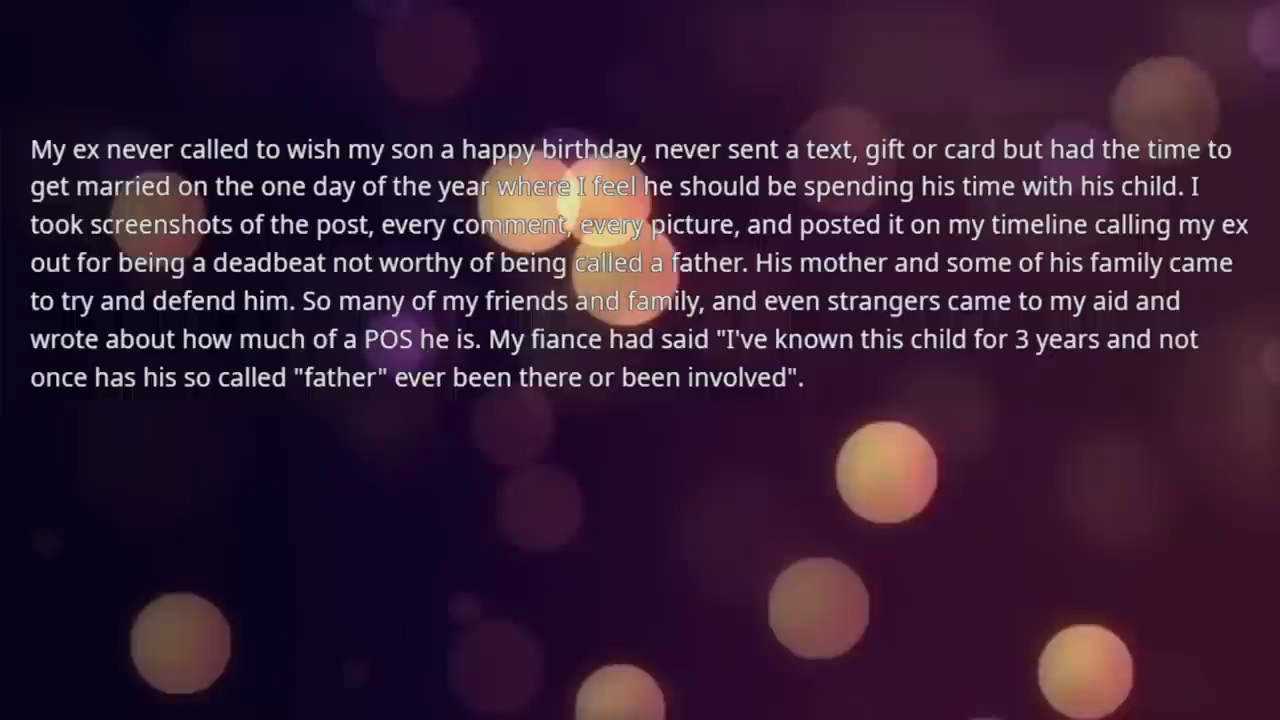 My ex never called to wish my son a happy birthday, never sent a text, gift or card but had the time to
get married on the one day of the year where I feel he should be spending his time with his child. I
took screenshots of the post, every comment, every picture, and posted it on my timeline calling my ex
out for being a deadbeat not worthy of being called a father. His mother and some of his family came
to try and defend him. So many of my friends and family, and even strangers came to my aid and
wrote about how much of a POS he is. My fiance had said "I've known this child for 3 years and not
once has his so called "father" ever been there or been involved".